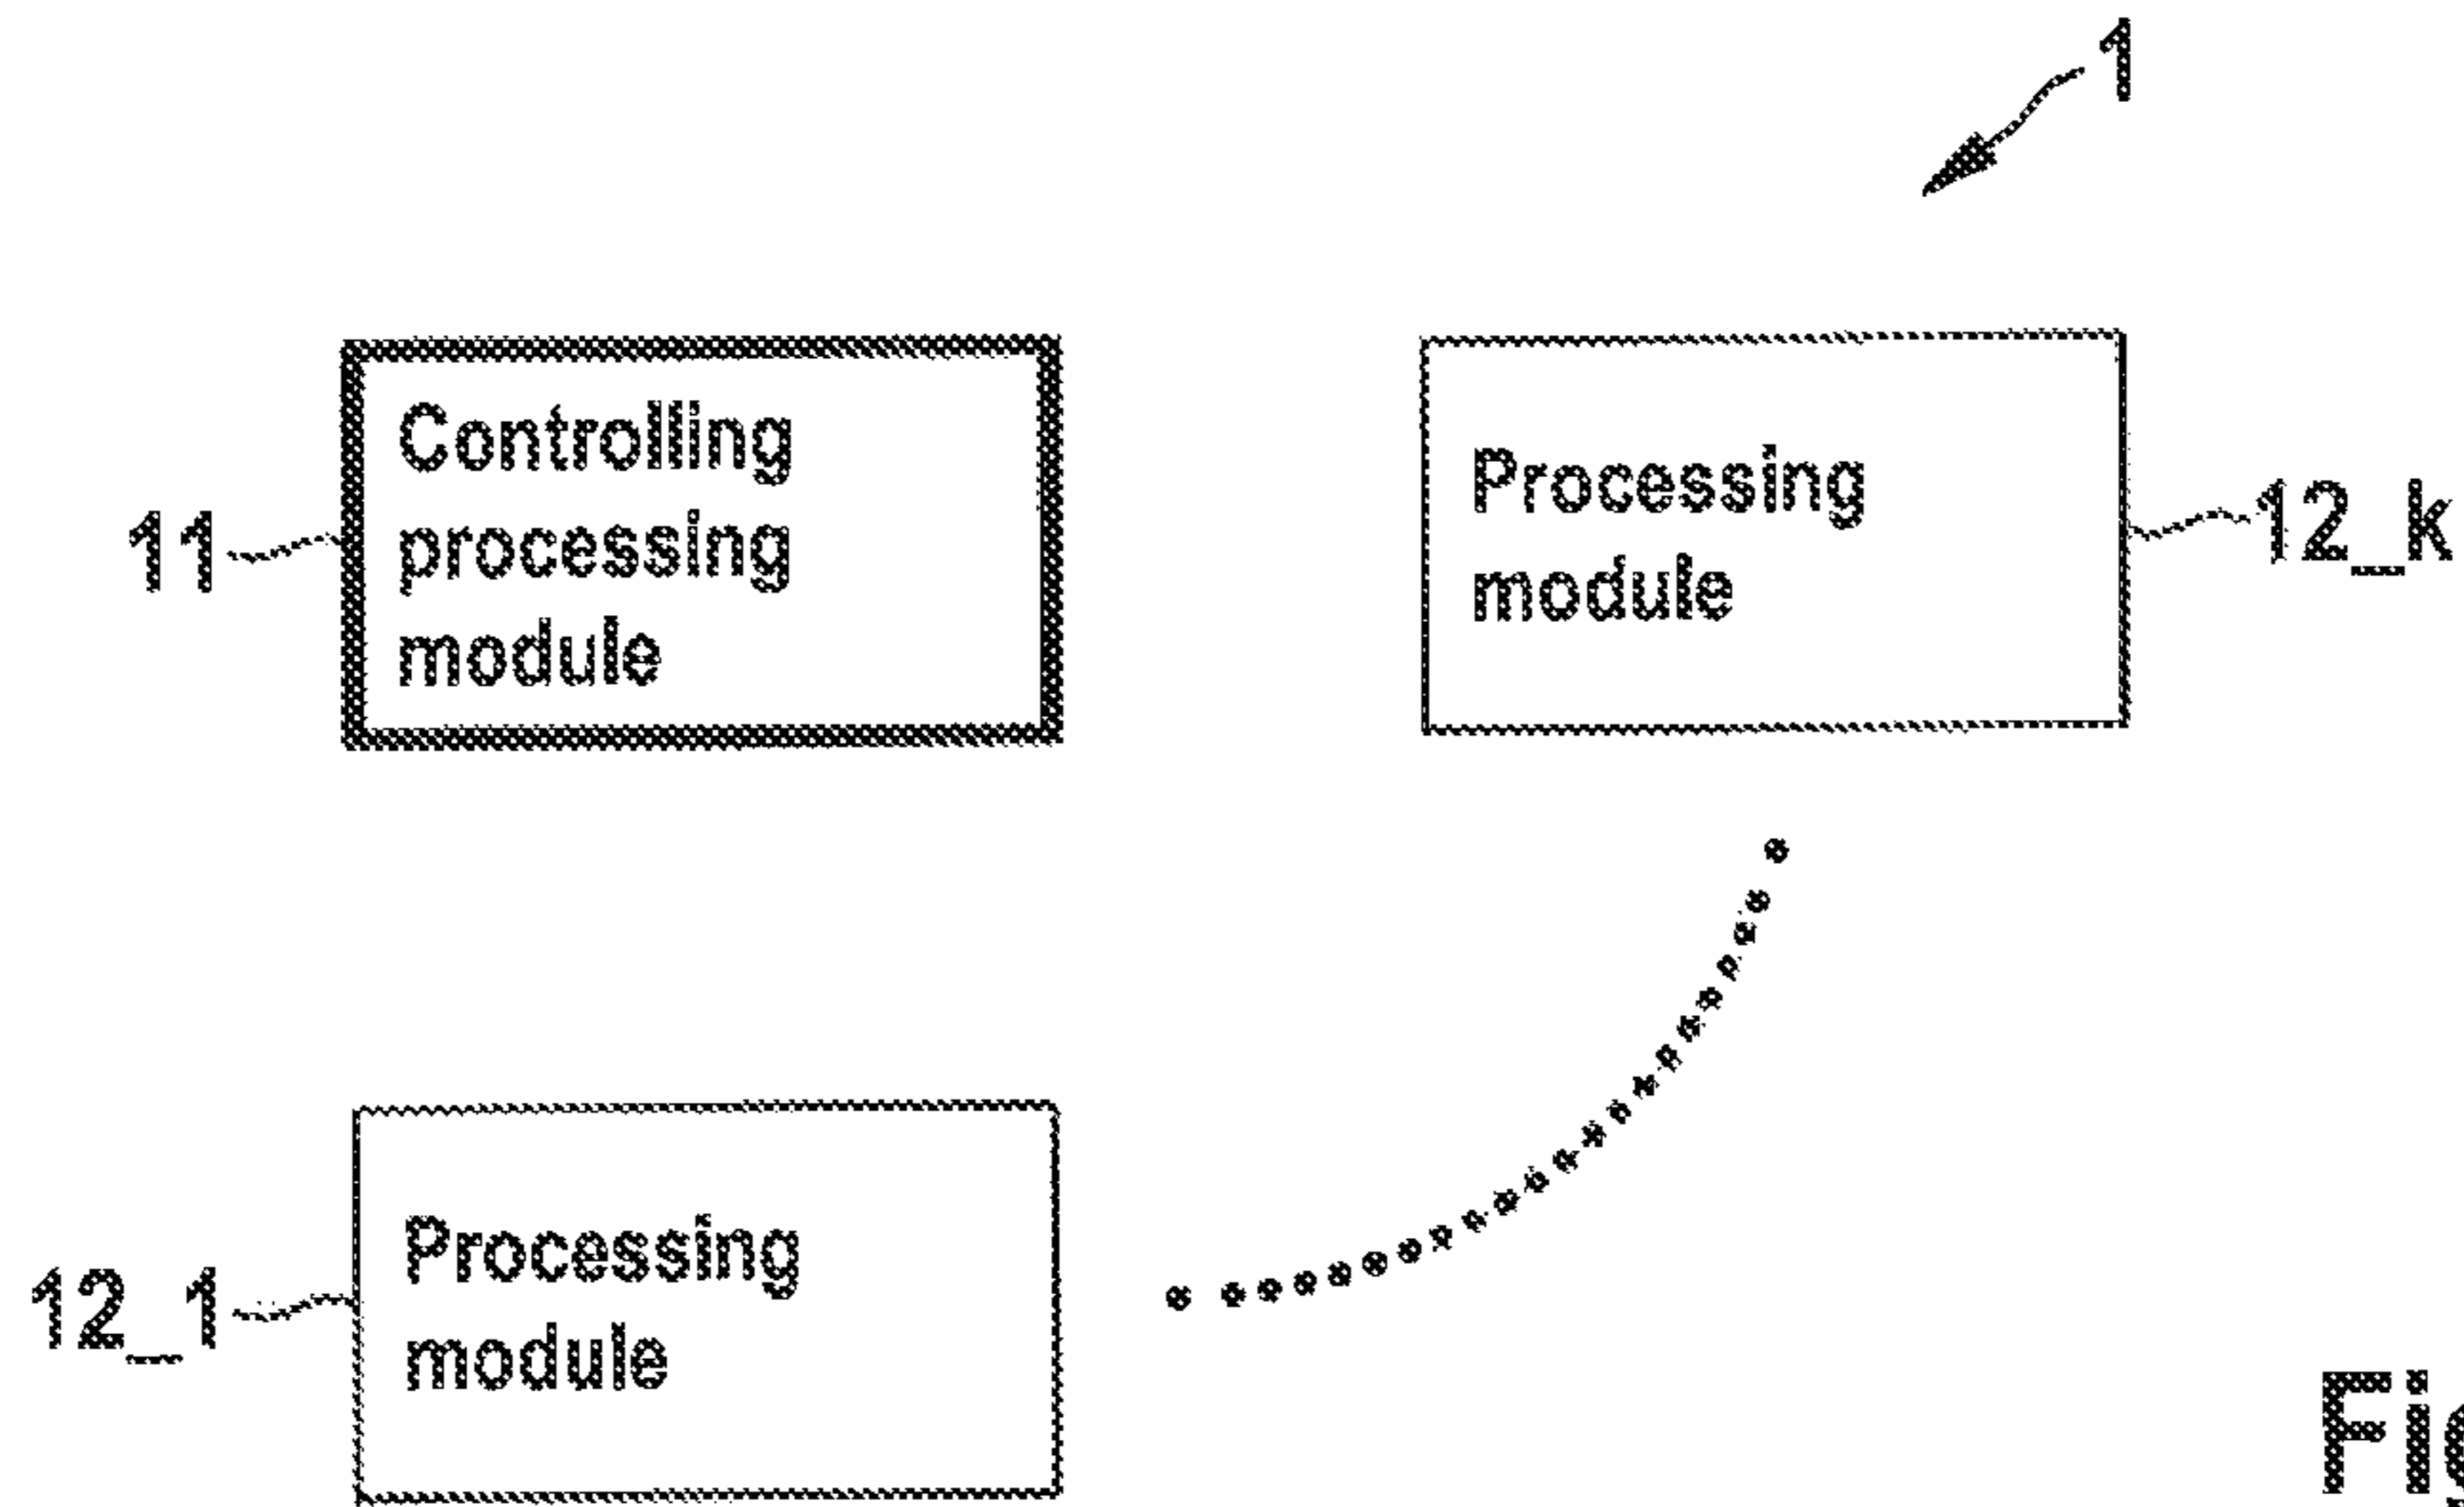 1
Controlling
processing
module
11
Processing
module
12_k
Processing
module
12_1